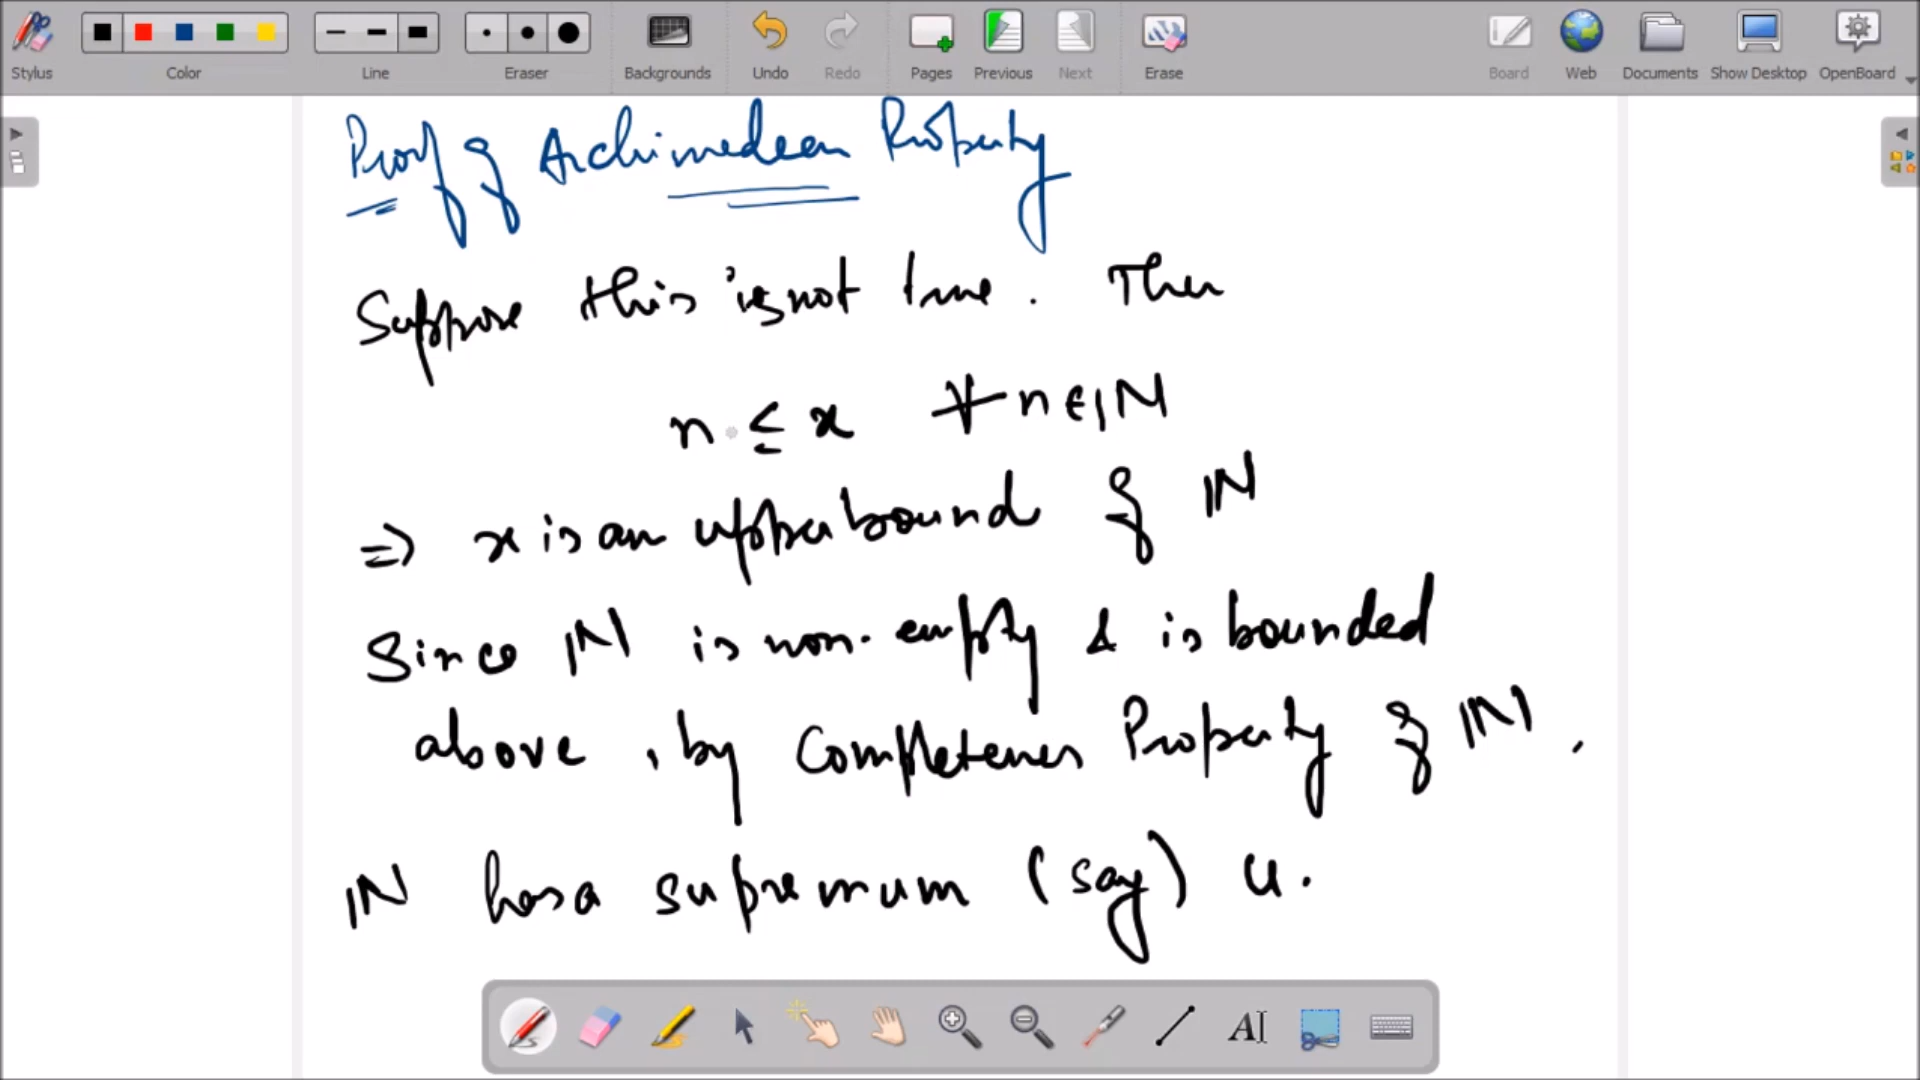 Stylus Color Line Eraser Backgrounds Undo Redo Pages Previous Next Erase Board Web Documents Show Desktop OpenBoard
Proof of Archimedean Property
Suppose this is not true. Then
n ≤ x ∀ n ∈ ℕ
⇒ x is an upper bound of ℕ
Since ℕ is non-empty & is bounded
above, by Completeness Property of ℕ,
ℕ has a supremum (say) u.
AI